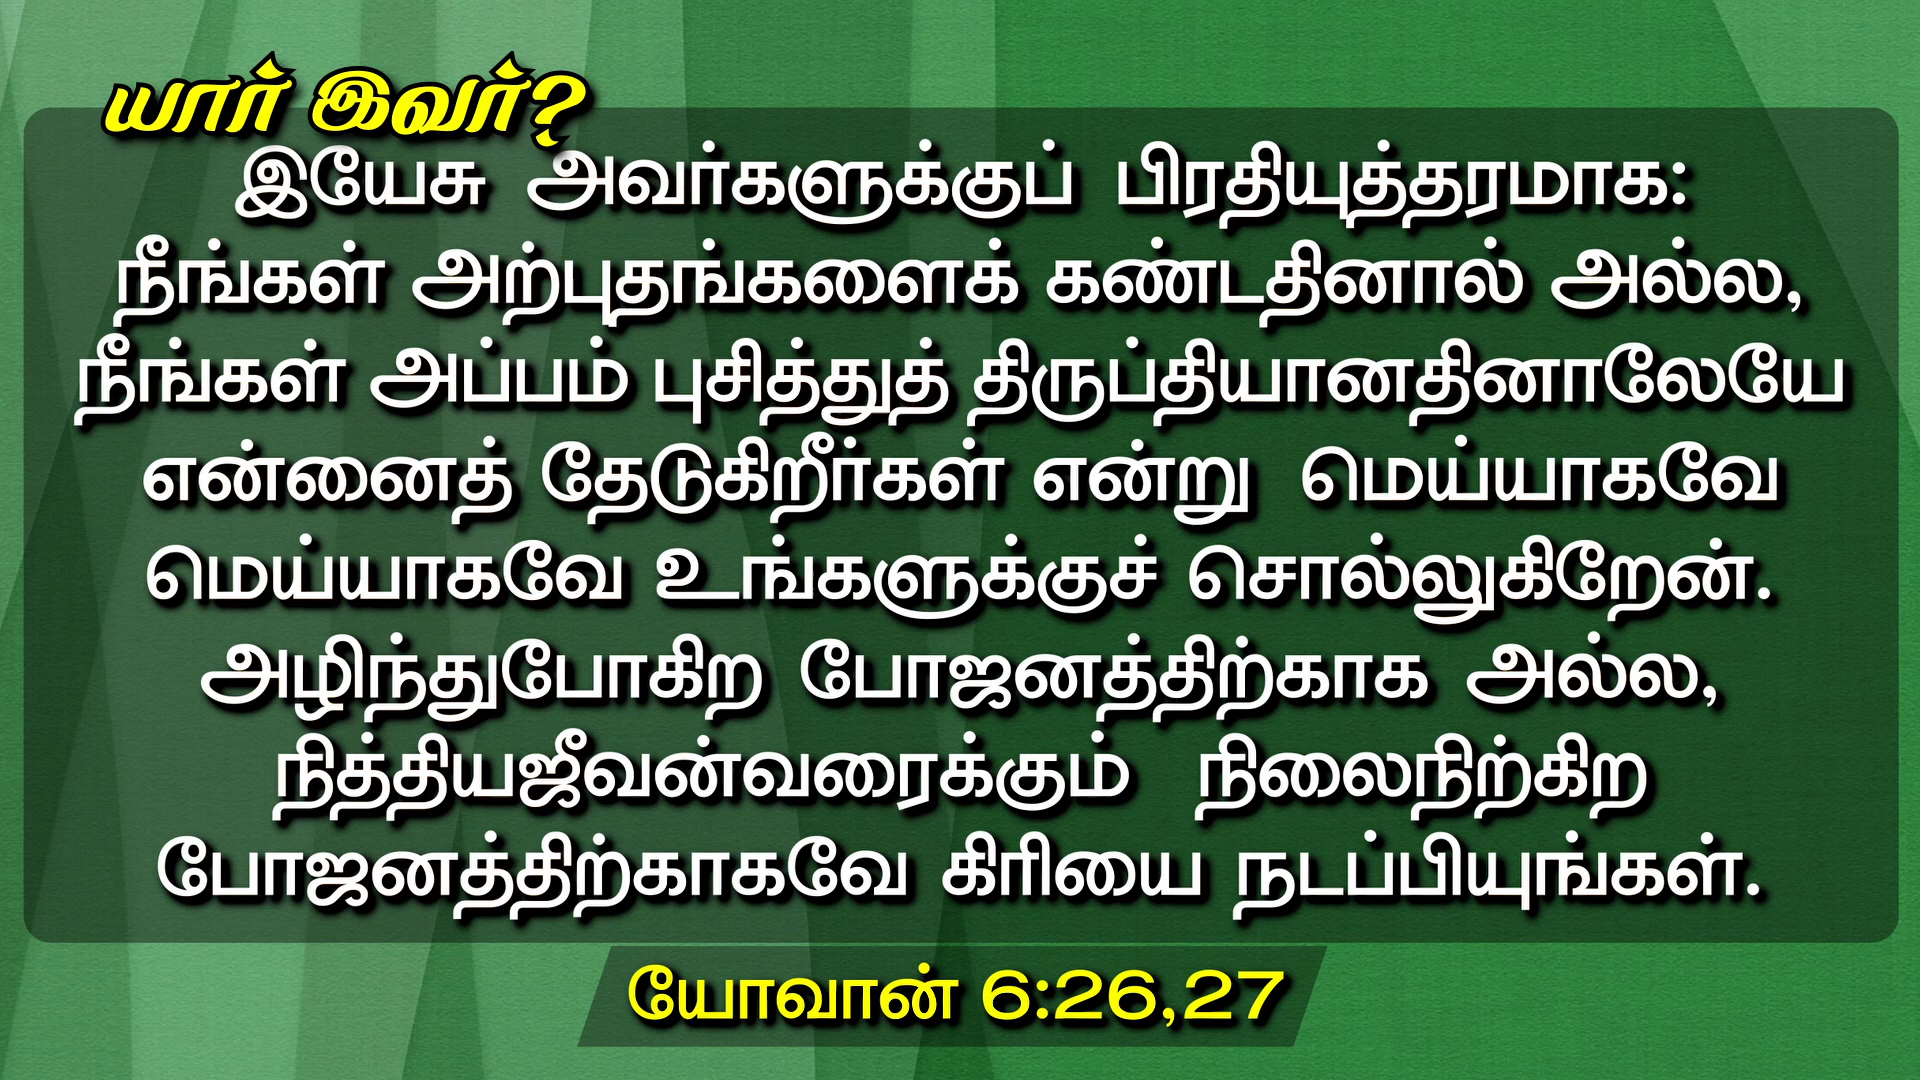 யார் இவர்?
இயேசு அவர்களுக்குப் பிரதியுத்தரமாக:
நீங்கள் அற்புதங்களைக் கண்டதினால் அல்ல,
நீங்கள் அப்பம் புசித்துத் திருப்தியானதினாலேயே
என்னைத் தேடுகிறீர்கள் என்று மெய்யாகவே
மெய்யாகவே உங்களுக்குச் சொல்லுகிறேன்.
அழிந்துபோகிற போஜனத்திற்காக அல்ல,
நித்தியஜீவன்வரைக்கும் நிலைநிற்கிற
போஜனத்திற்காகவே கிரியை நடப்பியுங்கள்.
யோவான் 6:26,27